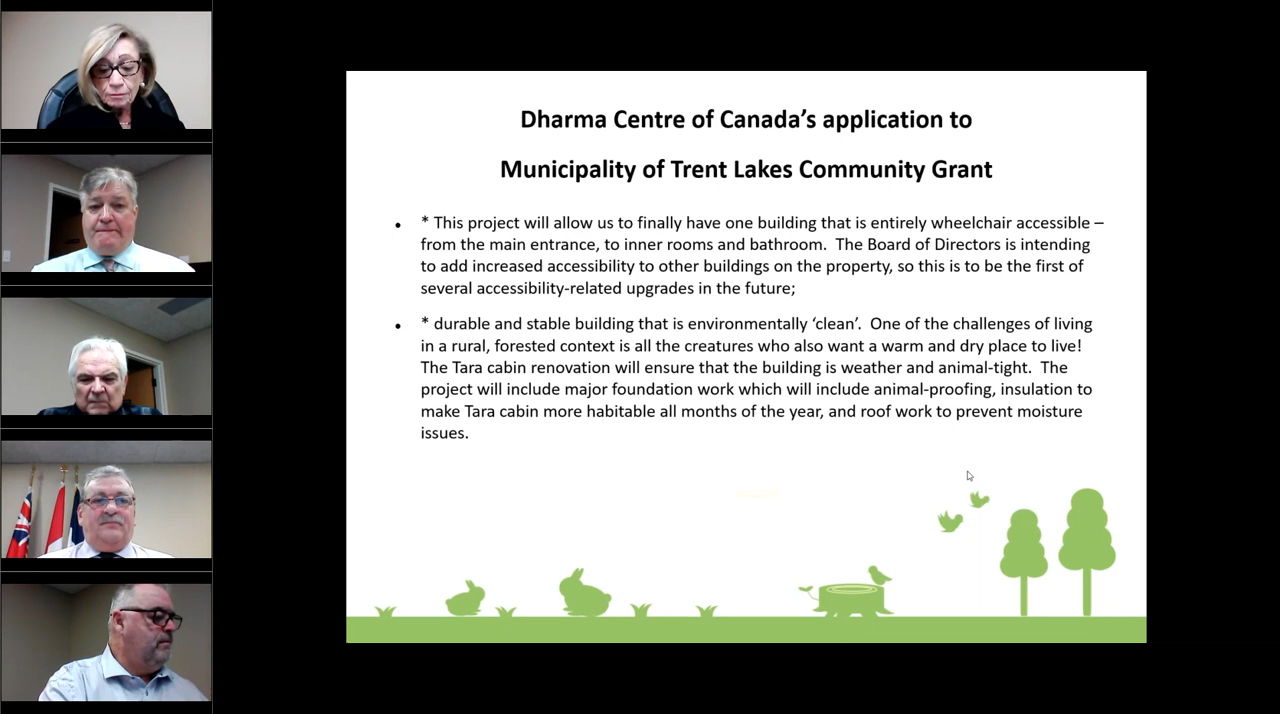 Dharma Centre of Canada’s application to
Municipality of Trent Lakes Community Grant
• * This project will allow us to finally have one building that is entirely wheelchair accessible –
from the main entrance, to inner rooms and bathroom.  The Board of Directors is intending
to add increased accessibility to other buildings on the property, so this is to be the first of
several accessibility-related upgrades in the future;
• * durable and stable building that is environmentally ‘clean’.  One of the challenges of living
in a rural, forested context is all the creatures who also want a warm and dry place to live!
The Tara cabin renovation will ensure that the building is weather and animal-tight.  The
project will include major foundation work which will include animal-proofing, insulation to
make Tara cabin more habitable all months of the year, and roof work to prevent moisture
issues.